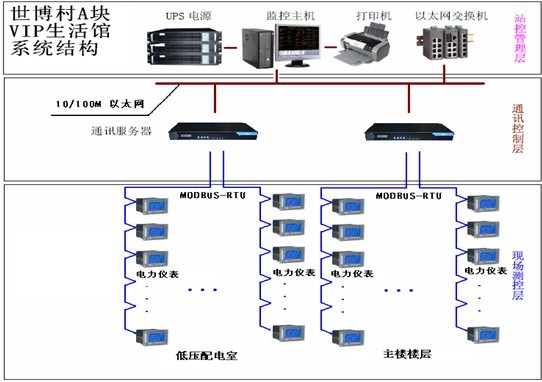 世博村A块
VIP生活馆
系统结构
UPS 电源
监控主机
打印机
以太网交换机
站控管理层
10/100M 以太网
通讯服务器
通讯控制层
MODBUS-RTU
MODBUS-RTU
电力仪表
电力仪表
电力仪表
电力仪表
现场测控层
低压配电室
主楼楼层